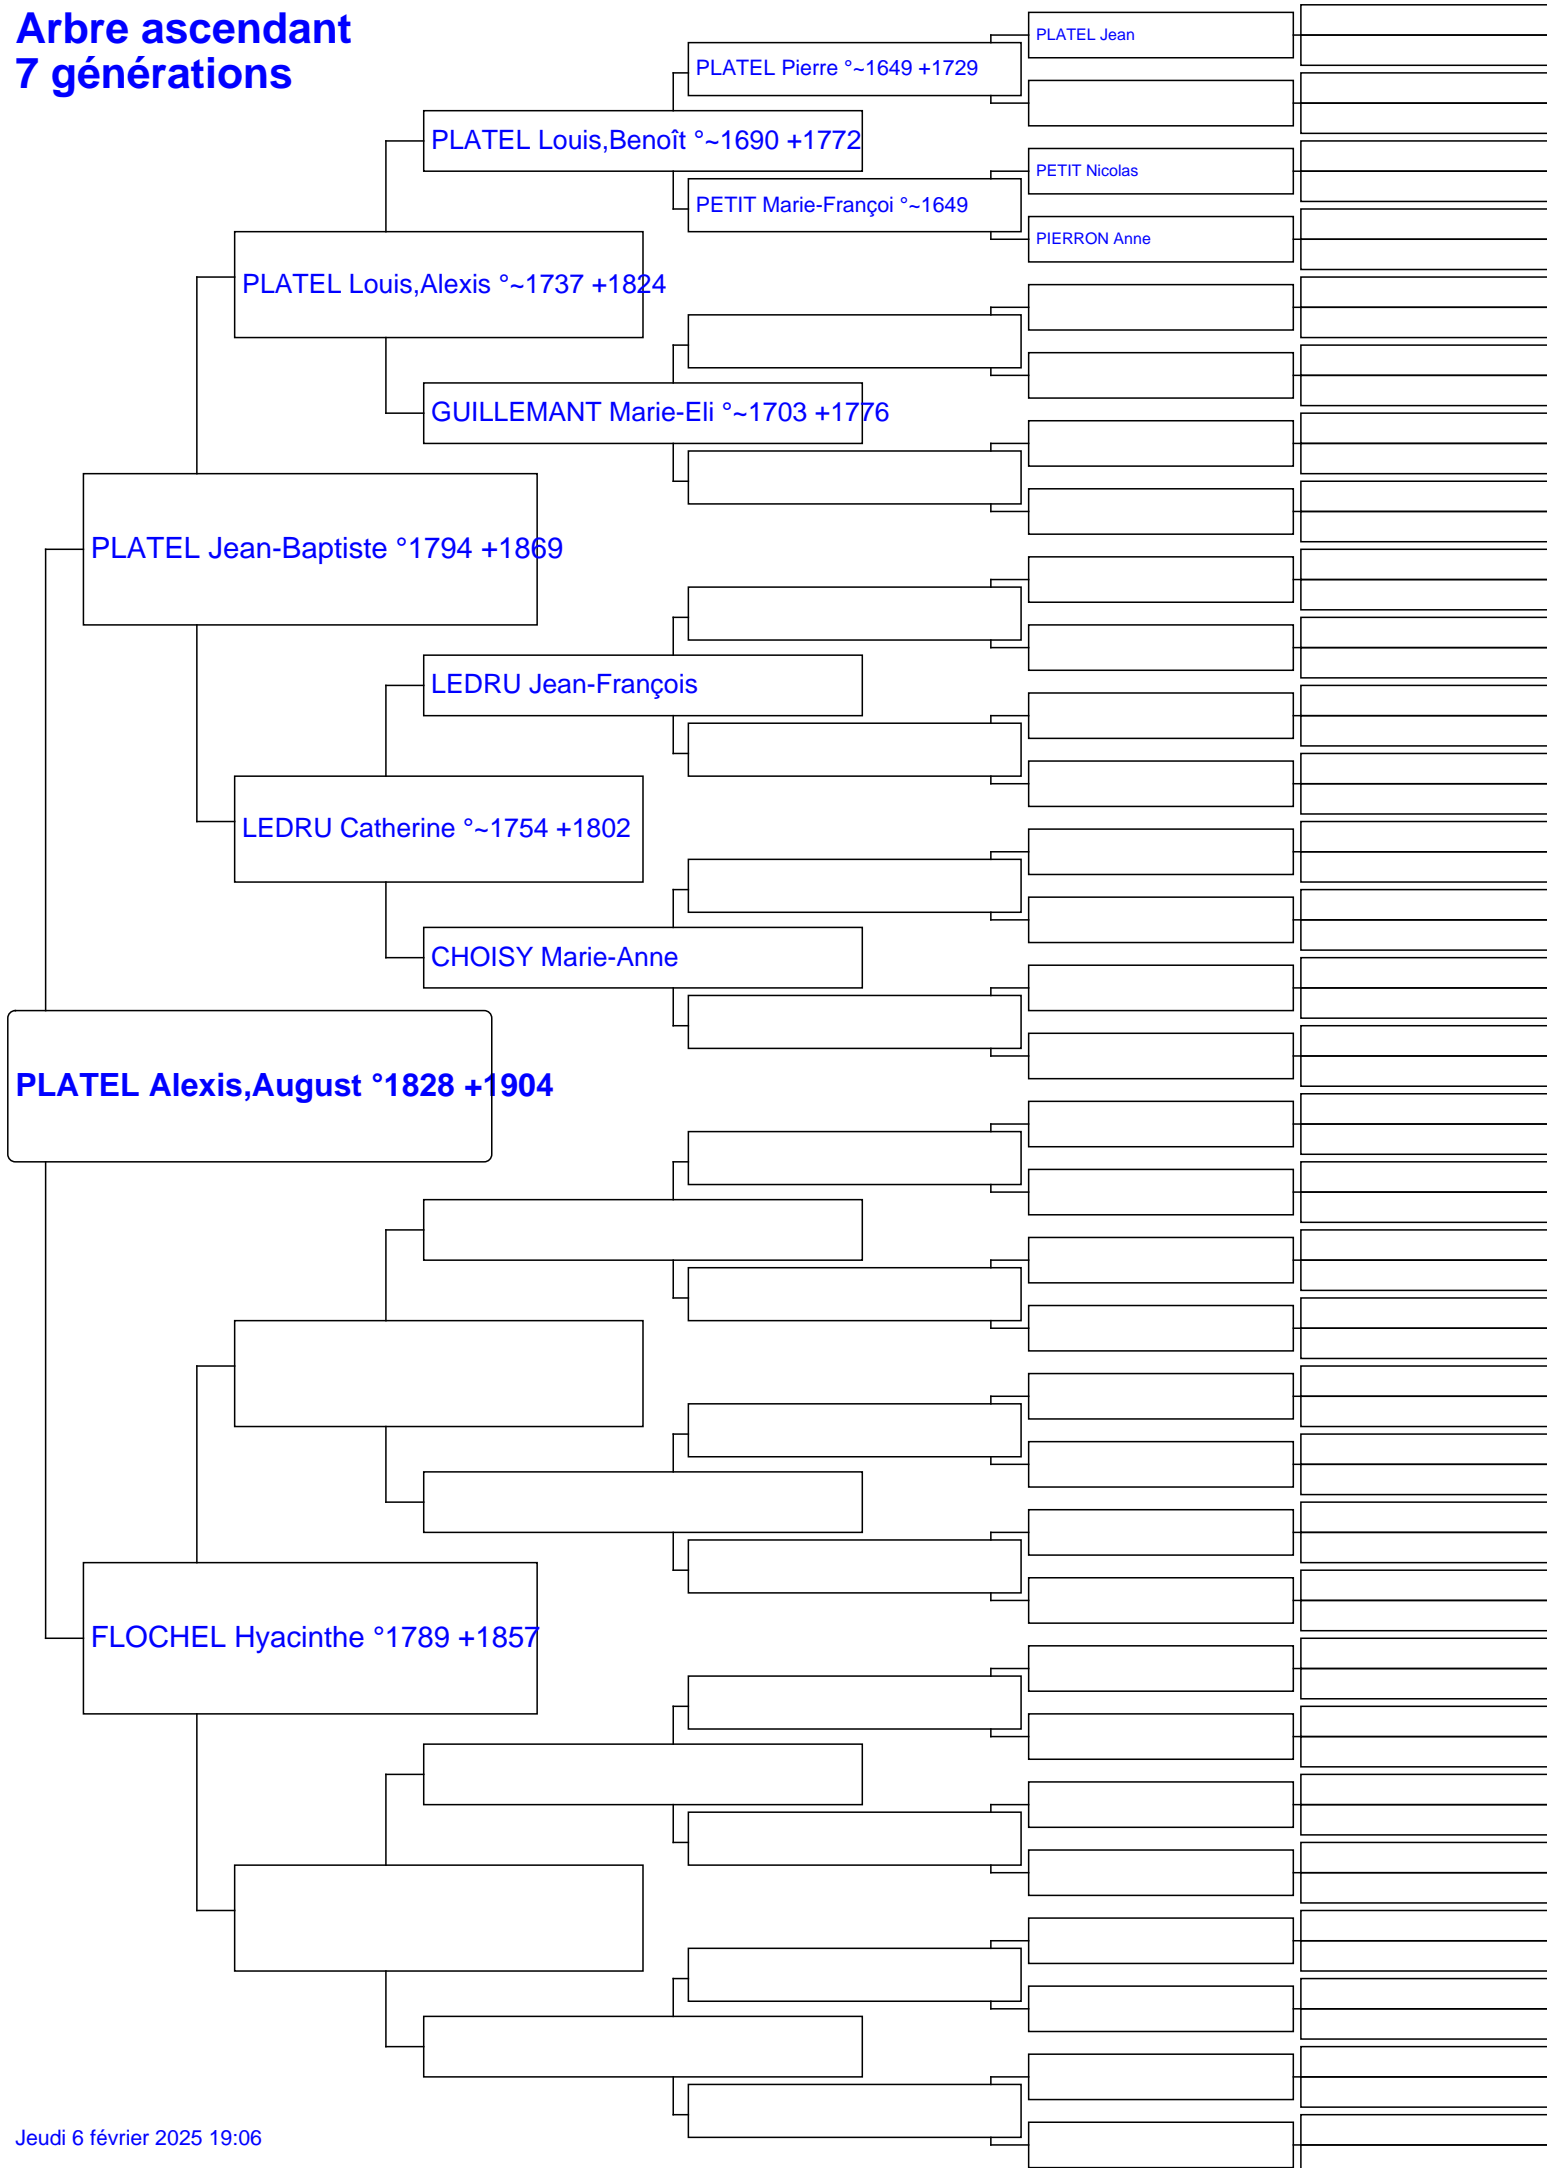 Arbre ascendant
7 générations
PLATEL Jean
PLATEL Pierre °~1649 +1729
PLATEL Louis,Benoît °~1690 +1772
PETIT Nicolas
PETIT Marie-Françoi °~1649
PIERRON Anne
PLATEL Louis,Alexis °~1737 +1824
GUILLEMANT Marie-Eli °~1703 +1776
PLATEL Jean-Baptiste °1794 +1869
LEDRU Jean-François
LEDRU Catherine °~1754 +1802
CHOISY Marie-Anne
PLATEL Alexis,August °1828 +1904
FLOCHEL Hyacinthe °1789 +1857
Jeudi 6 février 2025 19:06